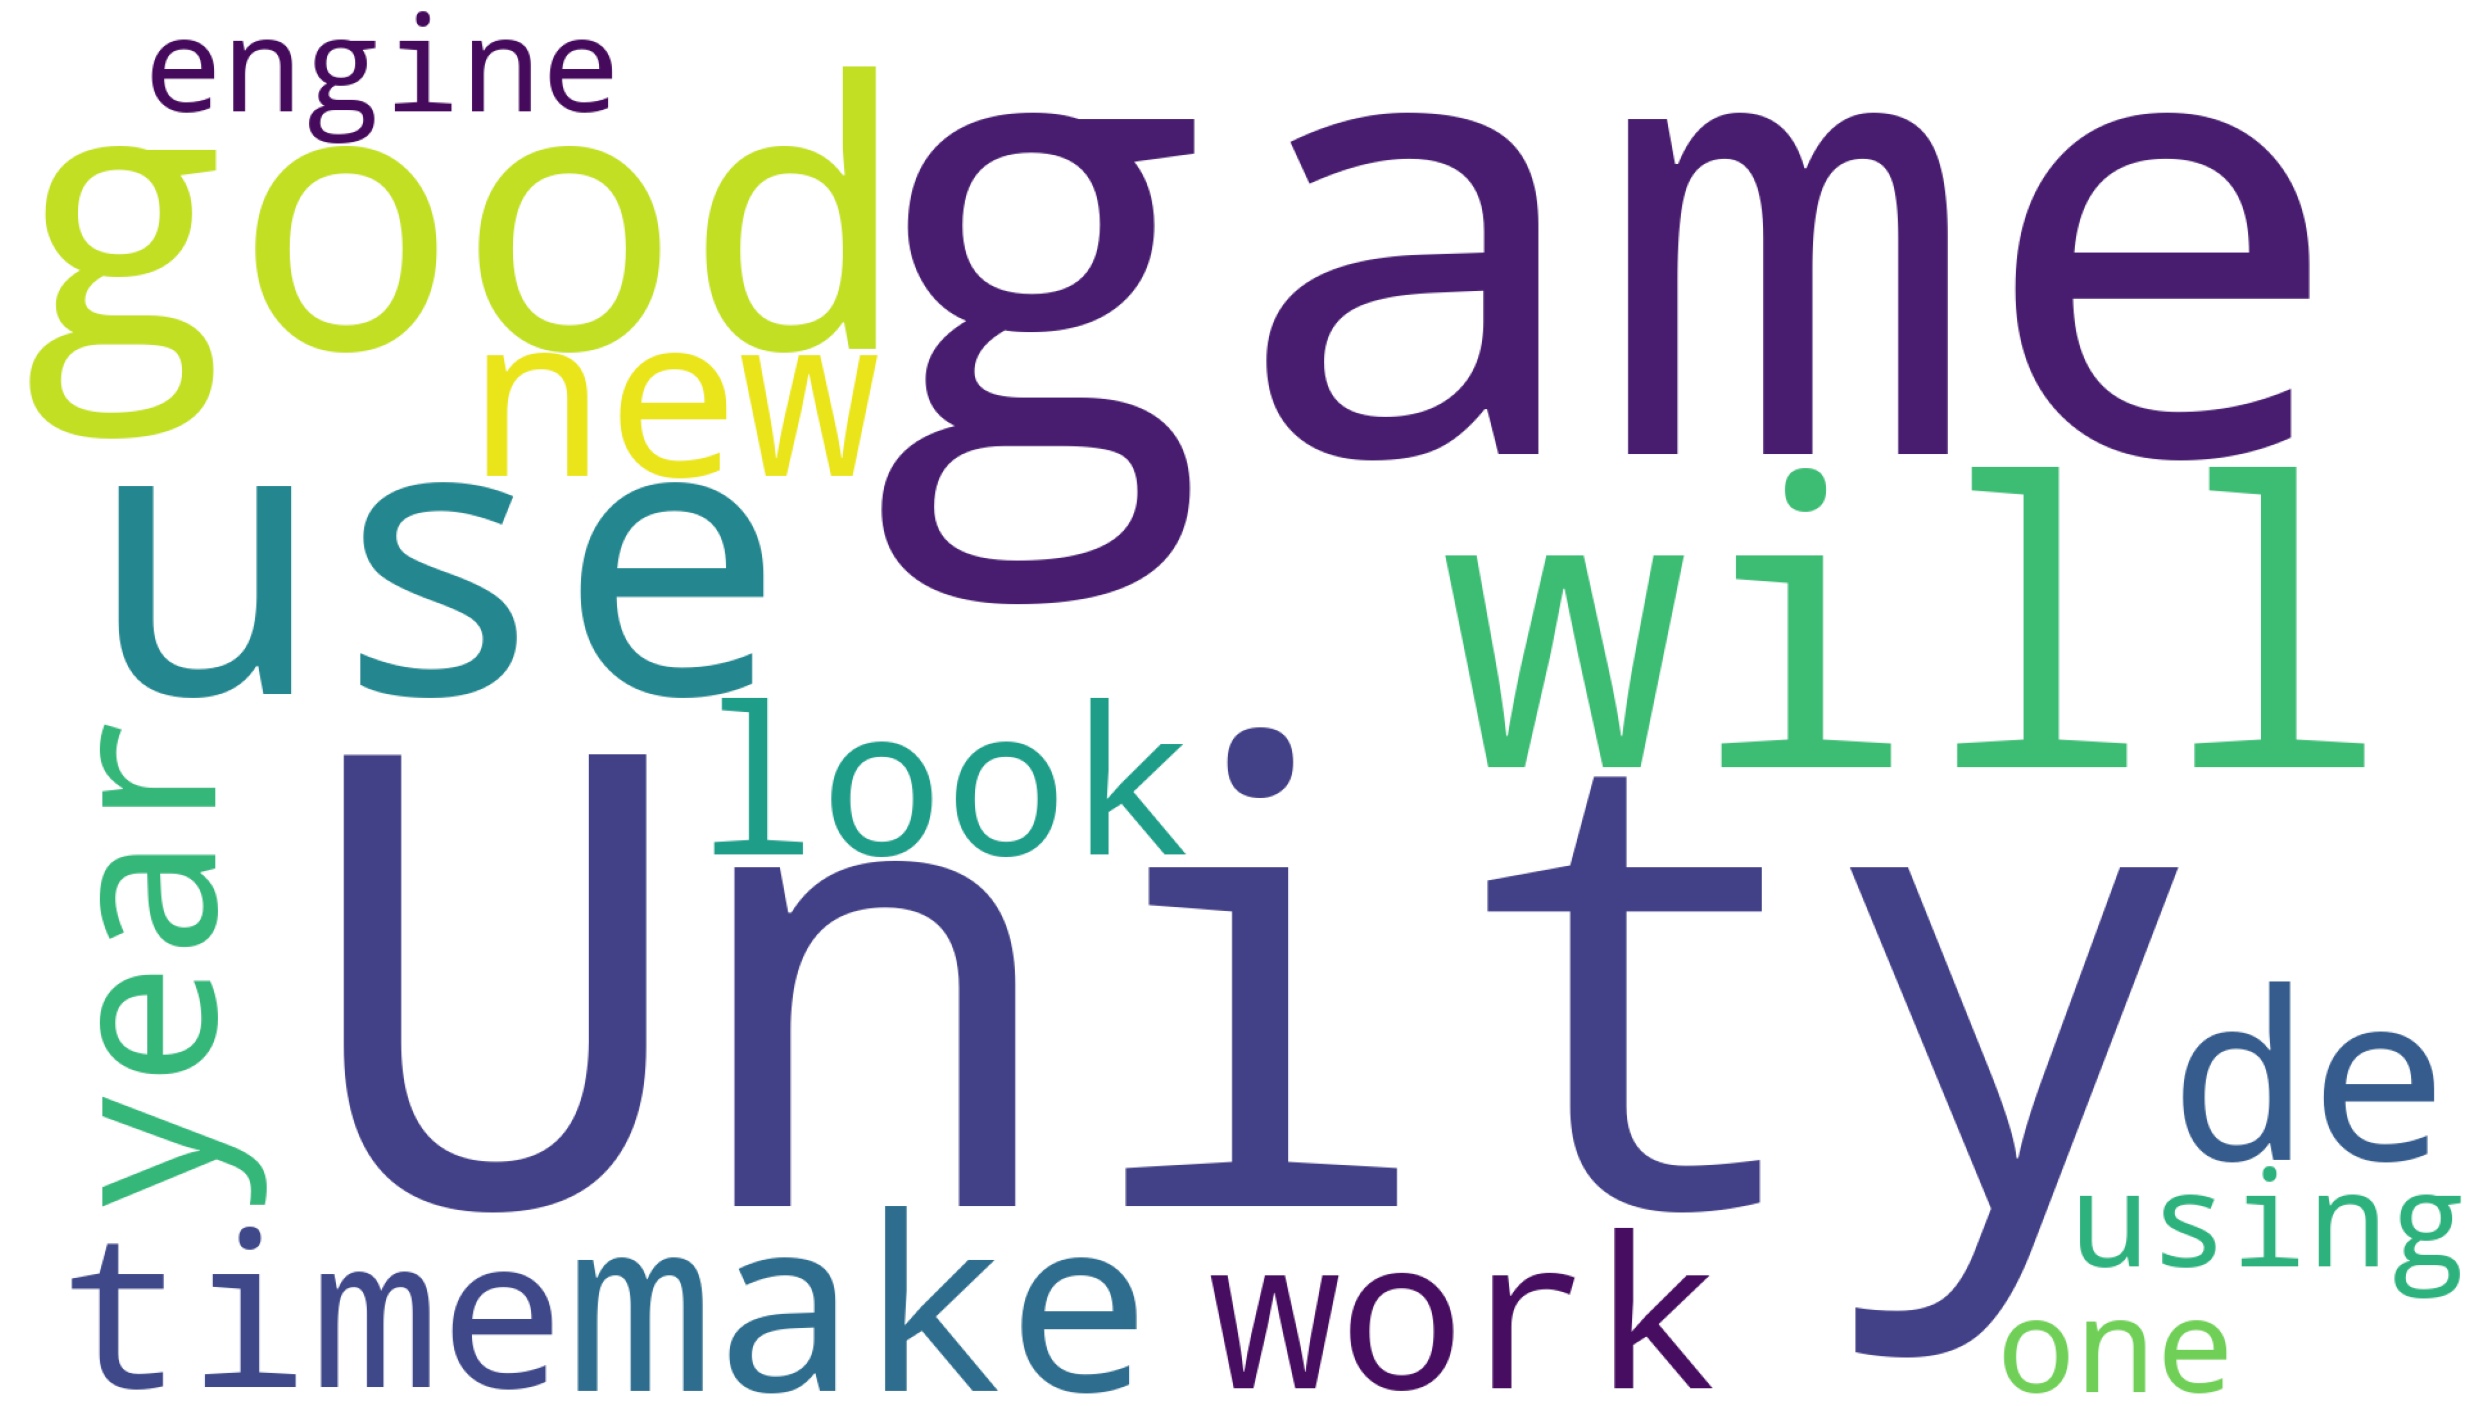 engine
good
game
new
use
will
look
year
Unity
de
using
time
make
work
one